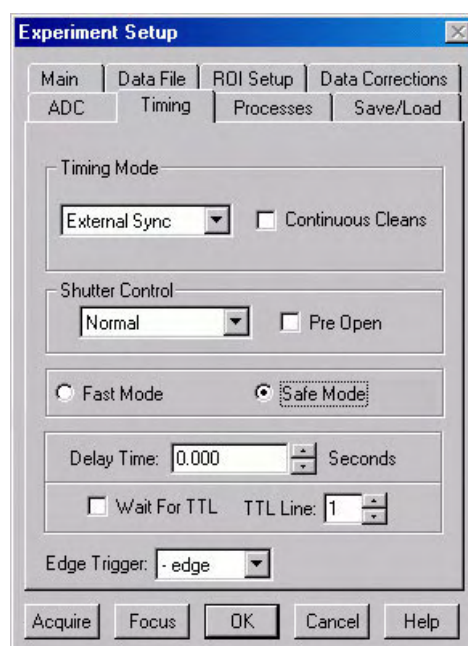 Experiment Setup
Main Data File ROI Setup Data Corrections
ADC Timing Processes Save/Load
Timing Mode
External Sync Continuous Cleans
Shutter Control
Normal Pre Open
Fast Mode Safe Mode
Delay Time: 0.000 Seconds
Wait For TTL TTL Line: 1
Edge Trigger: - edge
Acquire Focus OK Cancel Help